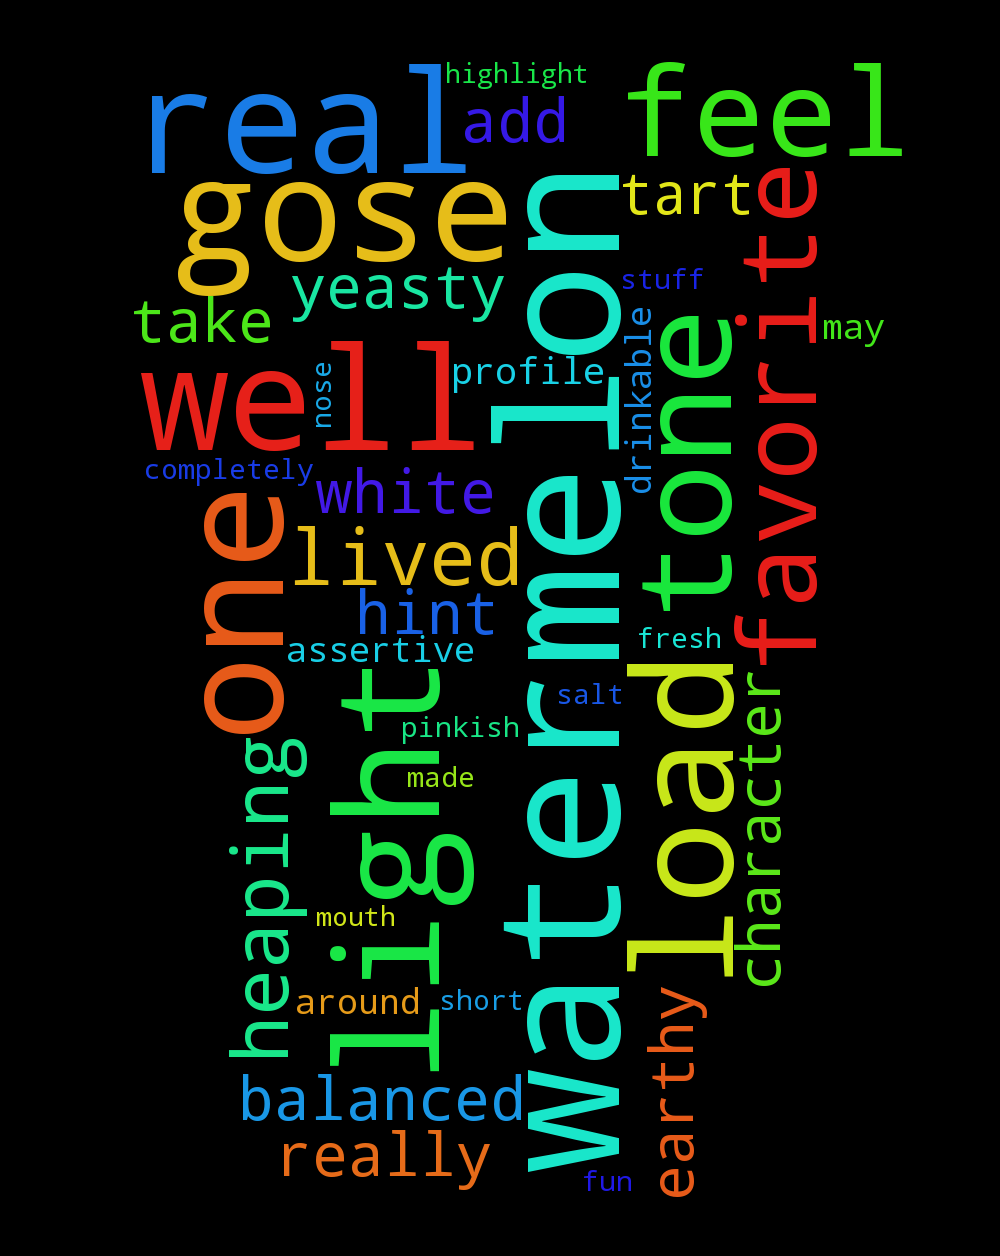 highlight
real
add
feel
gose
tart
favorite
yeasty
stuff
take
watermelon
drinkable
tone
may
well
nose
profile
completely
white
one
lived
hint
assertive
fresh
light
load
salt
character
pinkish
heaping
made
mouth
around
short
earthy
balanced
really
fun